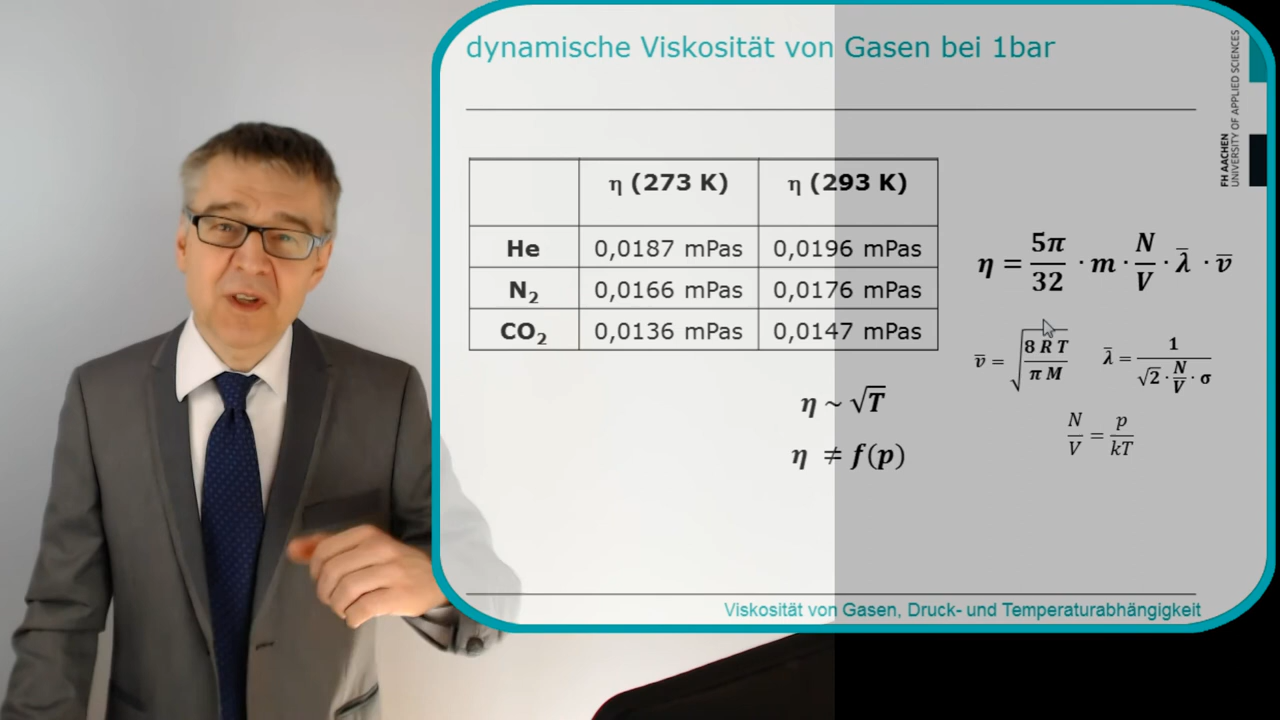 dynamische Viskosität von Gasen bei 1bar
FH AACHEN
UNIVERSITY OF APPLIED SCIENCES
η (273 K) η (293 K)
He 0,0187 mPas 0,0196 mPas
N₂ 0,0166 mPas 0,0176 mPas
CO₂ 0,0136 mPas 0,0147 mPas
η = 5π/32 · m · N/V · λ̄ · v̄
v̄ = √(8 R T / π M) λ̄ = 1 / (√2 · N/V · σ)
N/V = p/kT
η ~ √T
η ≠ f(p)
Viskosität von Gasen, Druck- und Temperaturabhängigkeit